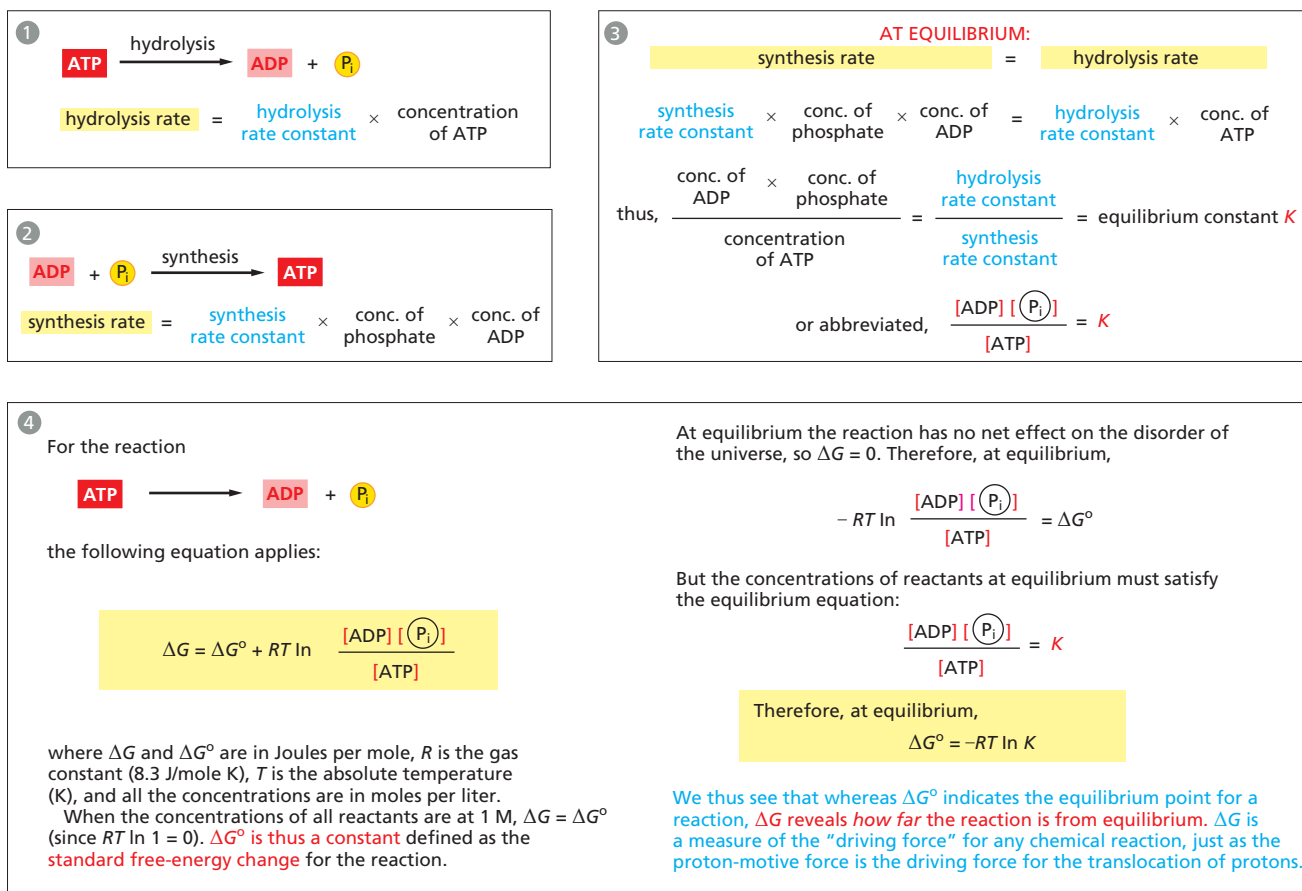 1
ATP hydrolysis ADP + Pi
hydrolysis rate = hydrolysis rate constant × concentration of ATP
2
ADP + Pi synthesis ATP
synthesis rate = synthesis rate constant × conc. of phosphate × conc. of ADP
3
AT EQUILIBRIUM:
synthesis rate = hydrolysis rate
synthesis rate constant × conc. of phosphate × conc. of ADP = hydrolysis rate constant × conc. of ATP
conc. of ADP × conc. of phosphate
thus, = hydrolysis rate constant / synthesis rate constant = equilibrium constant K
concentration of ATP
or abbreviated, [ADP] [Pi] / [ATP] = K
4
For the reaction
ATP ADP + Pi
the following equation applies:
ΔG = ΔG° + RT ln [ADP] [Pi] / [ATP]
where ΔG and ΔG° are in Joules per mole, R is the gas
constant (8.3 J/mole K), T is the absolute temperature
(K), and all the concentrations are in moles per liter.
When the concentrations of all reactants are at 1 M, ΔG = ΔG°
(since RT ln 1 = 0). ΔG° is thus a constant defined as the
standard free-energy change for the reaction.
At equilibrium the reaction has no net effect on the disorder of
the universe, so ΔG = 0. Therefore, at equilibrium,
– RT ln [ADP] [Pi] / [ATP] = ΔG°
But the concentrations of reactants at equilibrium must satisfy
the equilibrium equation:
[ADP] [Pi] / [ATP] = K
Therefore, at equilibrium,
ΔG° = –RT ln K
We thus see that whereas ΔG° indicates the equilibrium point for a
reaction, ΔG reveals how far the reaction is from equilibrium. ΔG is
a measure of the “driving force” for any chemical reaction, just as the
proton-motive force is the driving force for the translocation of protons.